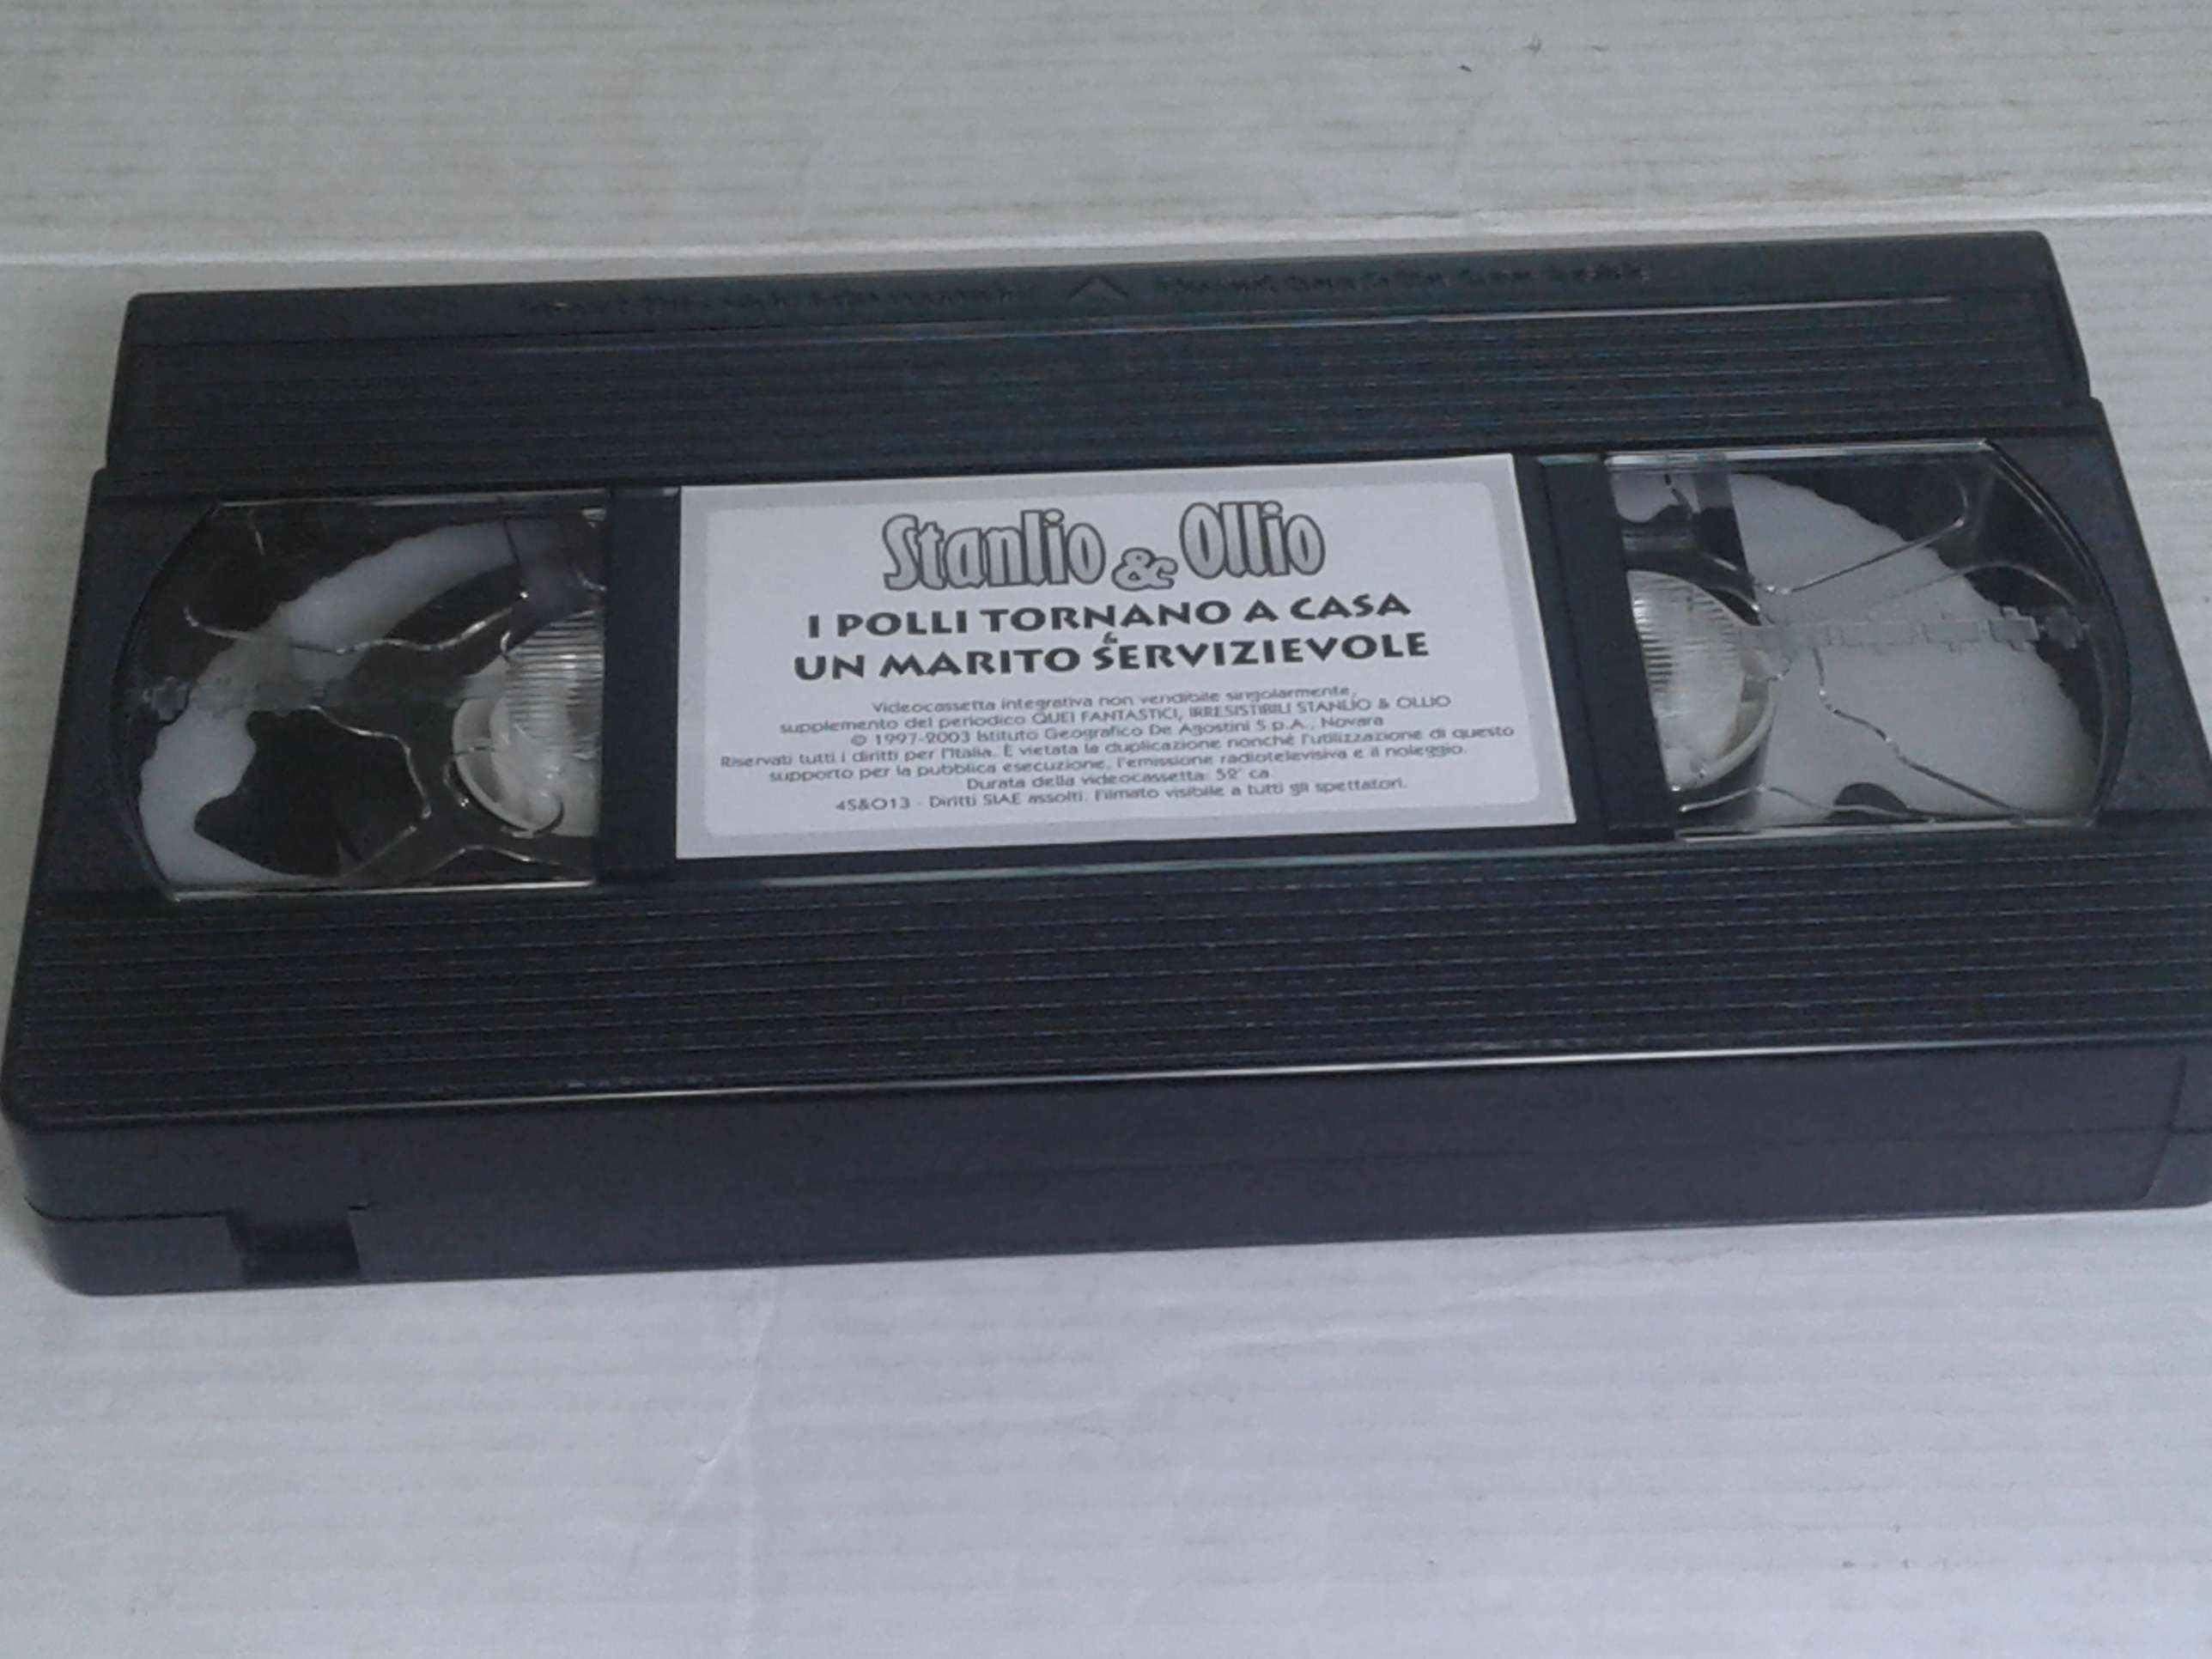 Stanlio & Ollio
I POLLI TORNANO A CASA
&
UN MARITO SERVIZIEVOLE
Videocassetta integrativa non vendibile singolarmente,
supplemento del periodico QUEI FANTASTICI, IRRESISTIBILI STANLIO & OLLIO
© 1997-2003 Istituto Geografico De Agostini S.p.A., Novara
Riservati tutti i diritti per l'Italia. È vietata la duplicazione nonché l'utilizzazione di questo
supporto per la pubblica esecuzione, l'emissione radiotelevisiva e il noleggio.
Durata della videocassetta: 52' ca.
4S&O13 - Diritti SIAE assolti. Filmato visibile a tutti gli spettatori.